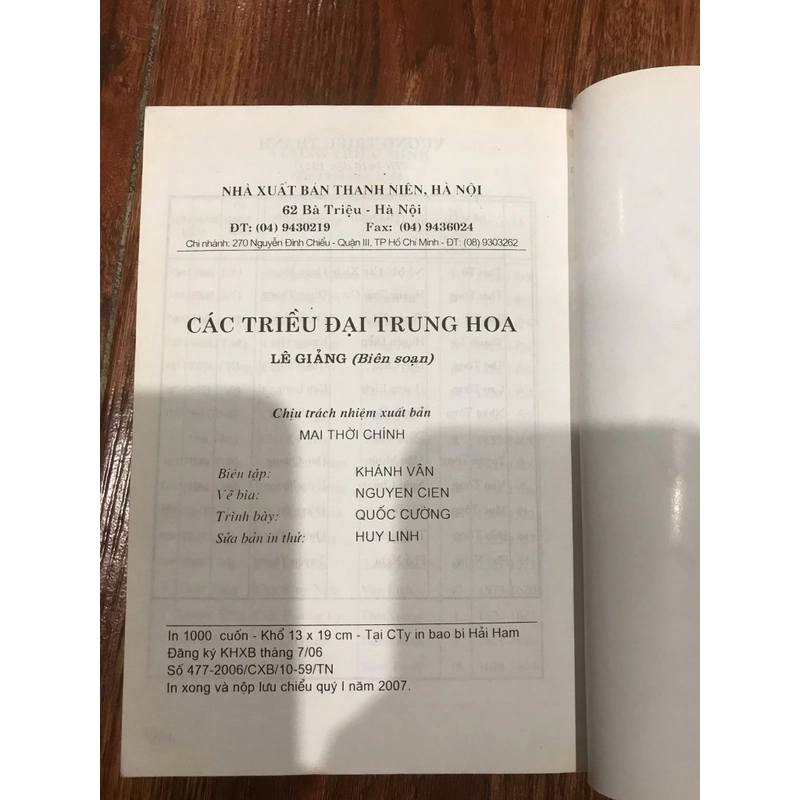 NHÀ XUẤT BẢN THANH NIÊN, HÀ NỘI
62 Bà Triệu - Hà Nội
ĐT: (04) 9430219 Fax: (04) 9436024
Chi nhánh: 270 Nguyễn Đình Chiểu - Quận III, TP Hồ Chí Minh - ĐT: (08) 9303262
CÁC TRIỀU ĐẠI TRUNG HOA
LÊ GIẢNG (Biên soạn)
Chịu trách nhiệm xuất bản
MAI THỜI CHÍNH
Biên tập: KHÁNH VÂN
Vẽ bìa: NGUYEN CIEN
Trình bày: QUỐC CƯỜNG
Sửa bản in thử: HUY LINH
In 1000 cuốn - Khổ 13 x 19 cm - Tại CTy in bao bì Hải Ham
Đăng ký KHXB tháng 7/06
Số 477-2006/CXB/10-59/TN
In xong và nộp lưu chiểu quý I năm 2007.